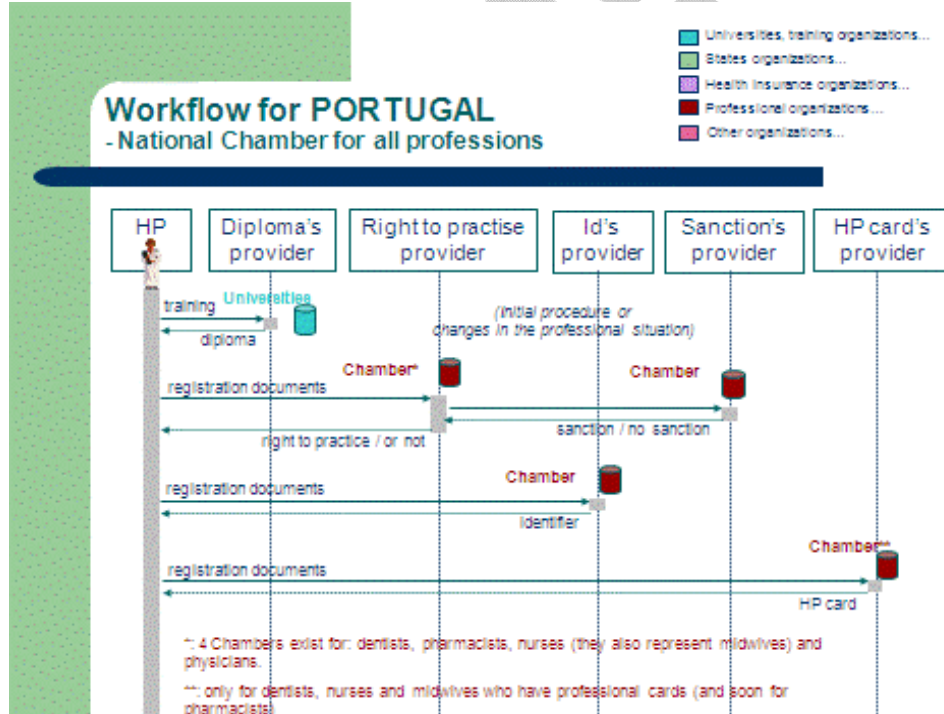 Universities, training organizations...
States organizations...
Health Insurance organizations...
Professional organizations...
Other organizations...
Workflow for PORTUGAL
- National Chamber for all professions
HP
Diploma's
provider
Right to practise
provider
Id's
provider
Sanction's
provider
HP card's
provider
Universities
training
diploma
(Initial procedure or
changes in the professional situation)
Chamber*
Chamber
registration documents
sanction / no sanction
right to practice / or not
Chamber
registration documents
identifier
Chamber**
registration documents
HP card
*: 4 Chambers exist for: dentists, pharmacists, nurses (they also represent midwives) and
physicians.
**: only for dentists, nurses and midwives who have professional cards (and soon for
pharmacists)